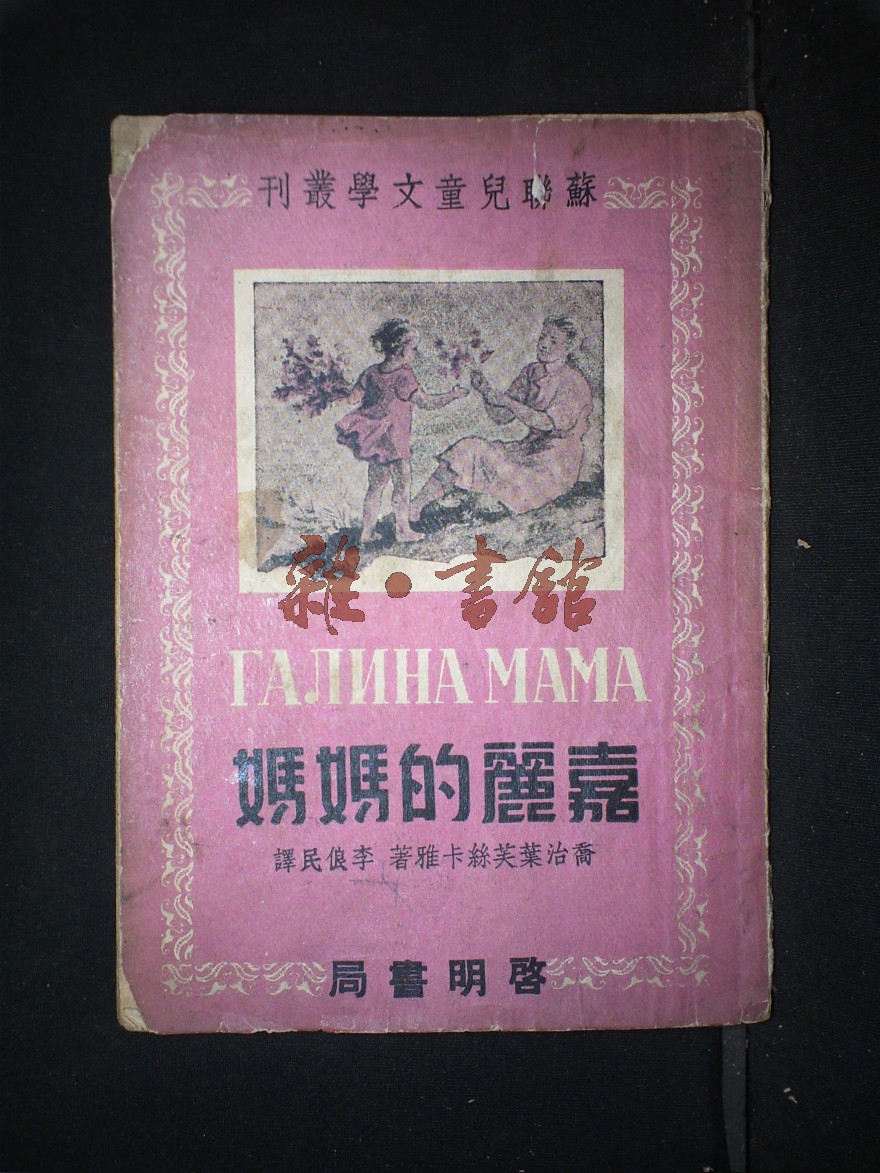 蘇聯兒童文學叢刊
雜·書館
ГАЛИНА МАМА
嘉麗的媽媽
喬治葉芙絲卡雅著 李俍民譯
啓明書局